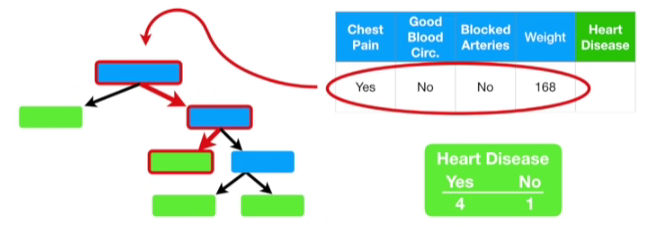 Chest Pain
Good Blood Circ.
Blocked Arteries
Weight
Heart Disease
Yes No No 168
Heart Disease
Yes No
4 1